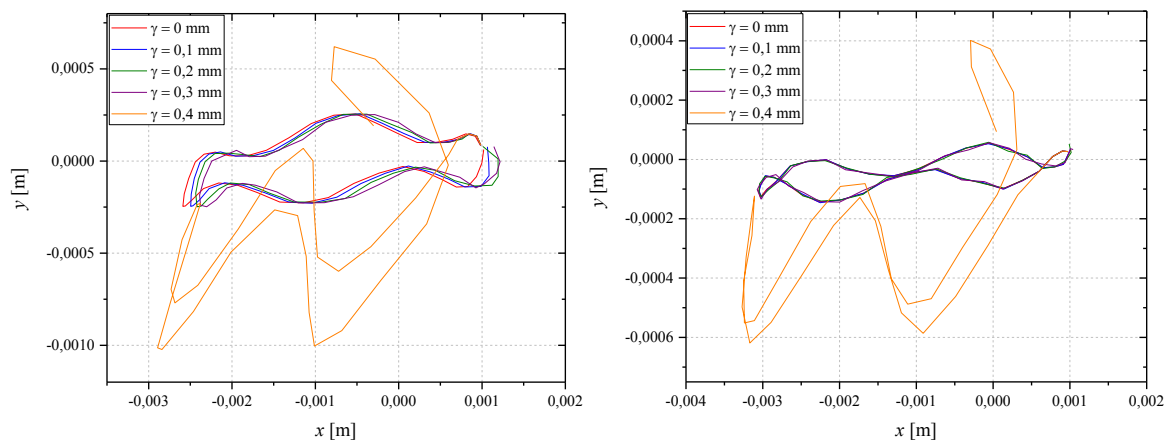 γ = 0 mm
γ = 0,1 mm
γ = 0,2 mm
γ = 0,3 mm
γ = 0,4 mm
0,0005
0,0000
-0,0005
-0,0010
y [m]
-0,003
-0,002
-0,001
0,000
0,001
0,002
x [m]
γ = 0 mm
γ = 0,1 mm
γ = 0,2 mm
γ = 0,3 mm
γ = 0,4 mm
0,0004
0,0002
0,0000
-0,0002
-0,0004
-0,0006
y [m]
-0,004
-0,003
-0,002
-0,001
0,000
0,001
0,002
x [m]